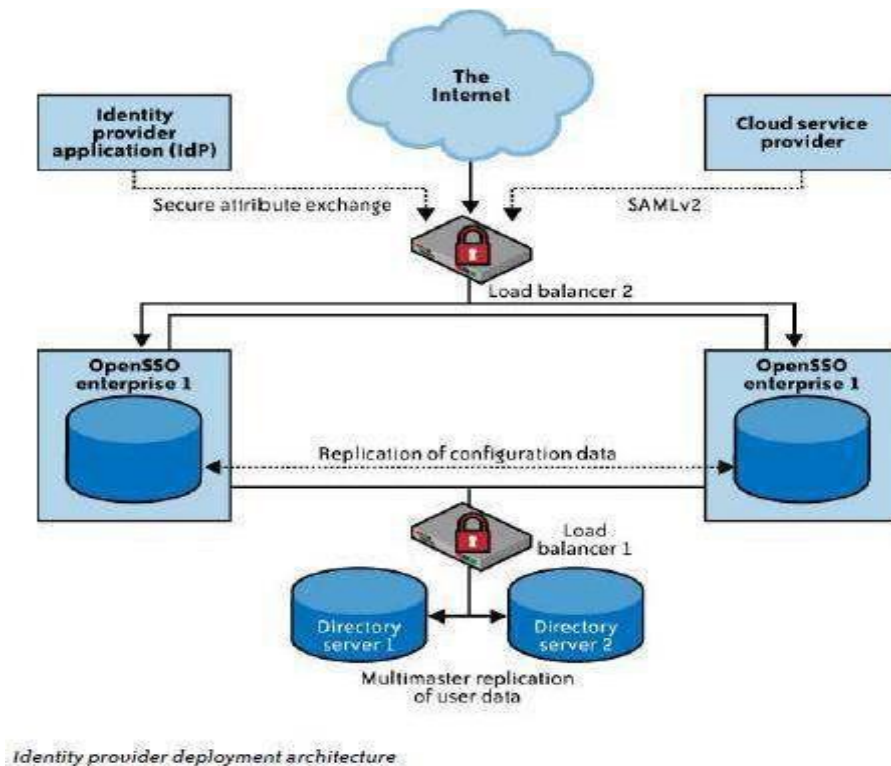 The
Internet
Identity
provider
application (IdP)
Cloud service
provider
Secure attribute exchange
SAMLv2
Load balancer 2
OpenSSO
enterprise 1
OpenSSO
enterprise 1
Replication of configuration data
Load
balancer 1
Directory
server 1
Directory
server 2
Multimaster replication
of user data
Identity provider deployment architecture